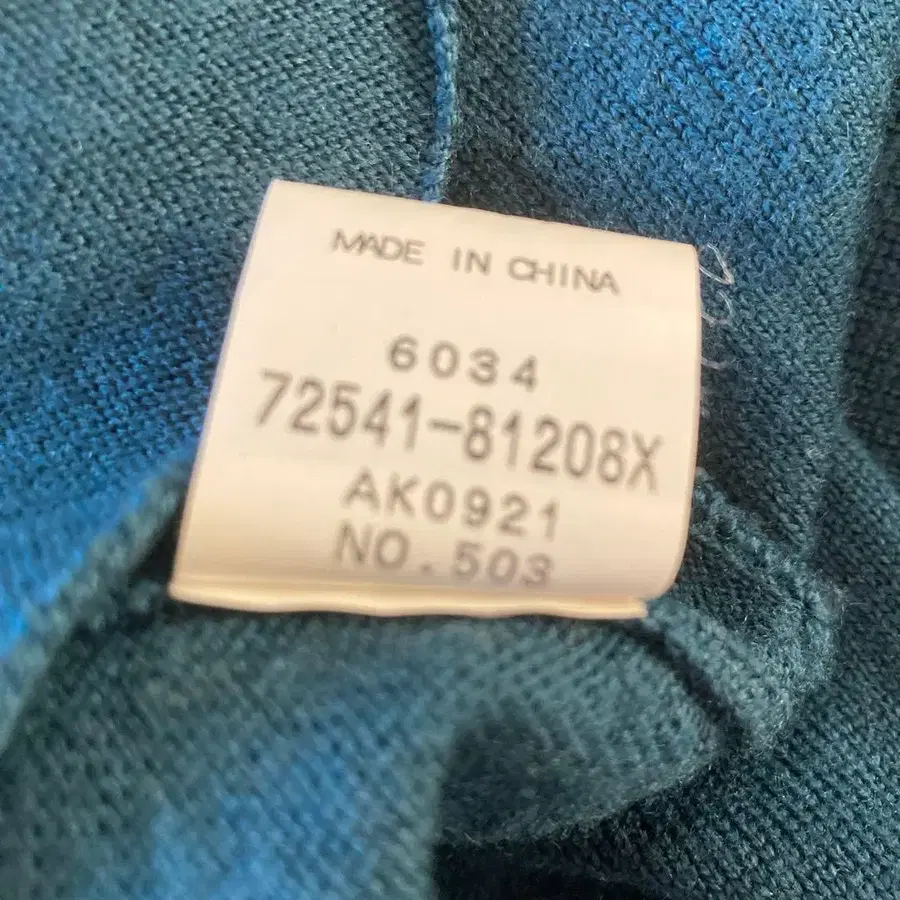 MADE IN CHINA
6034
72541-81208X
AK0921
NO.503